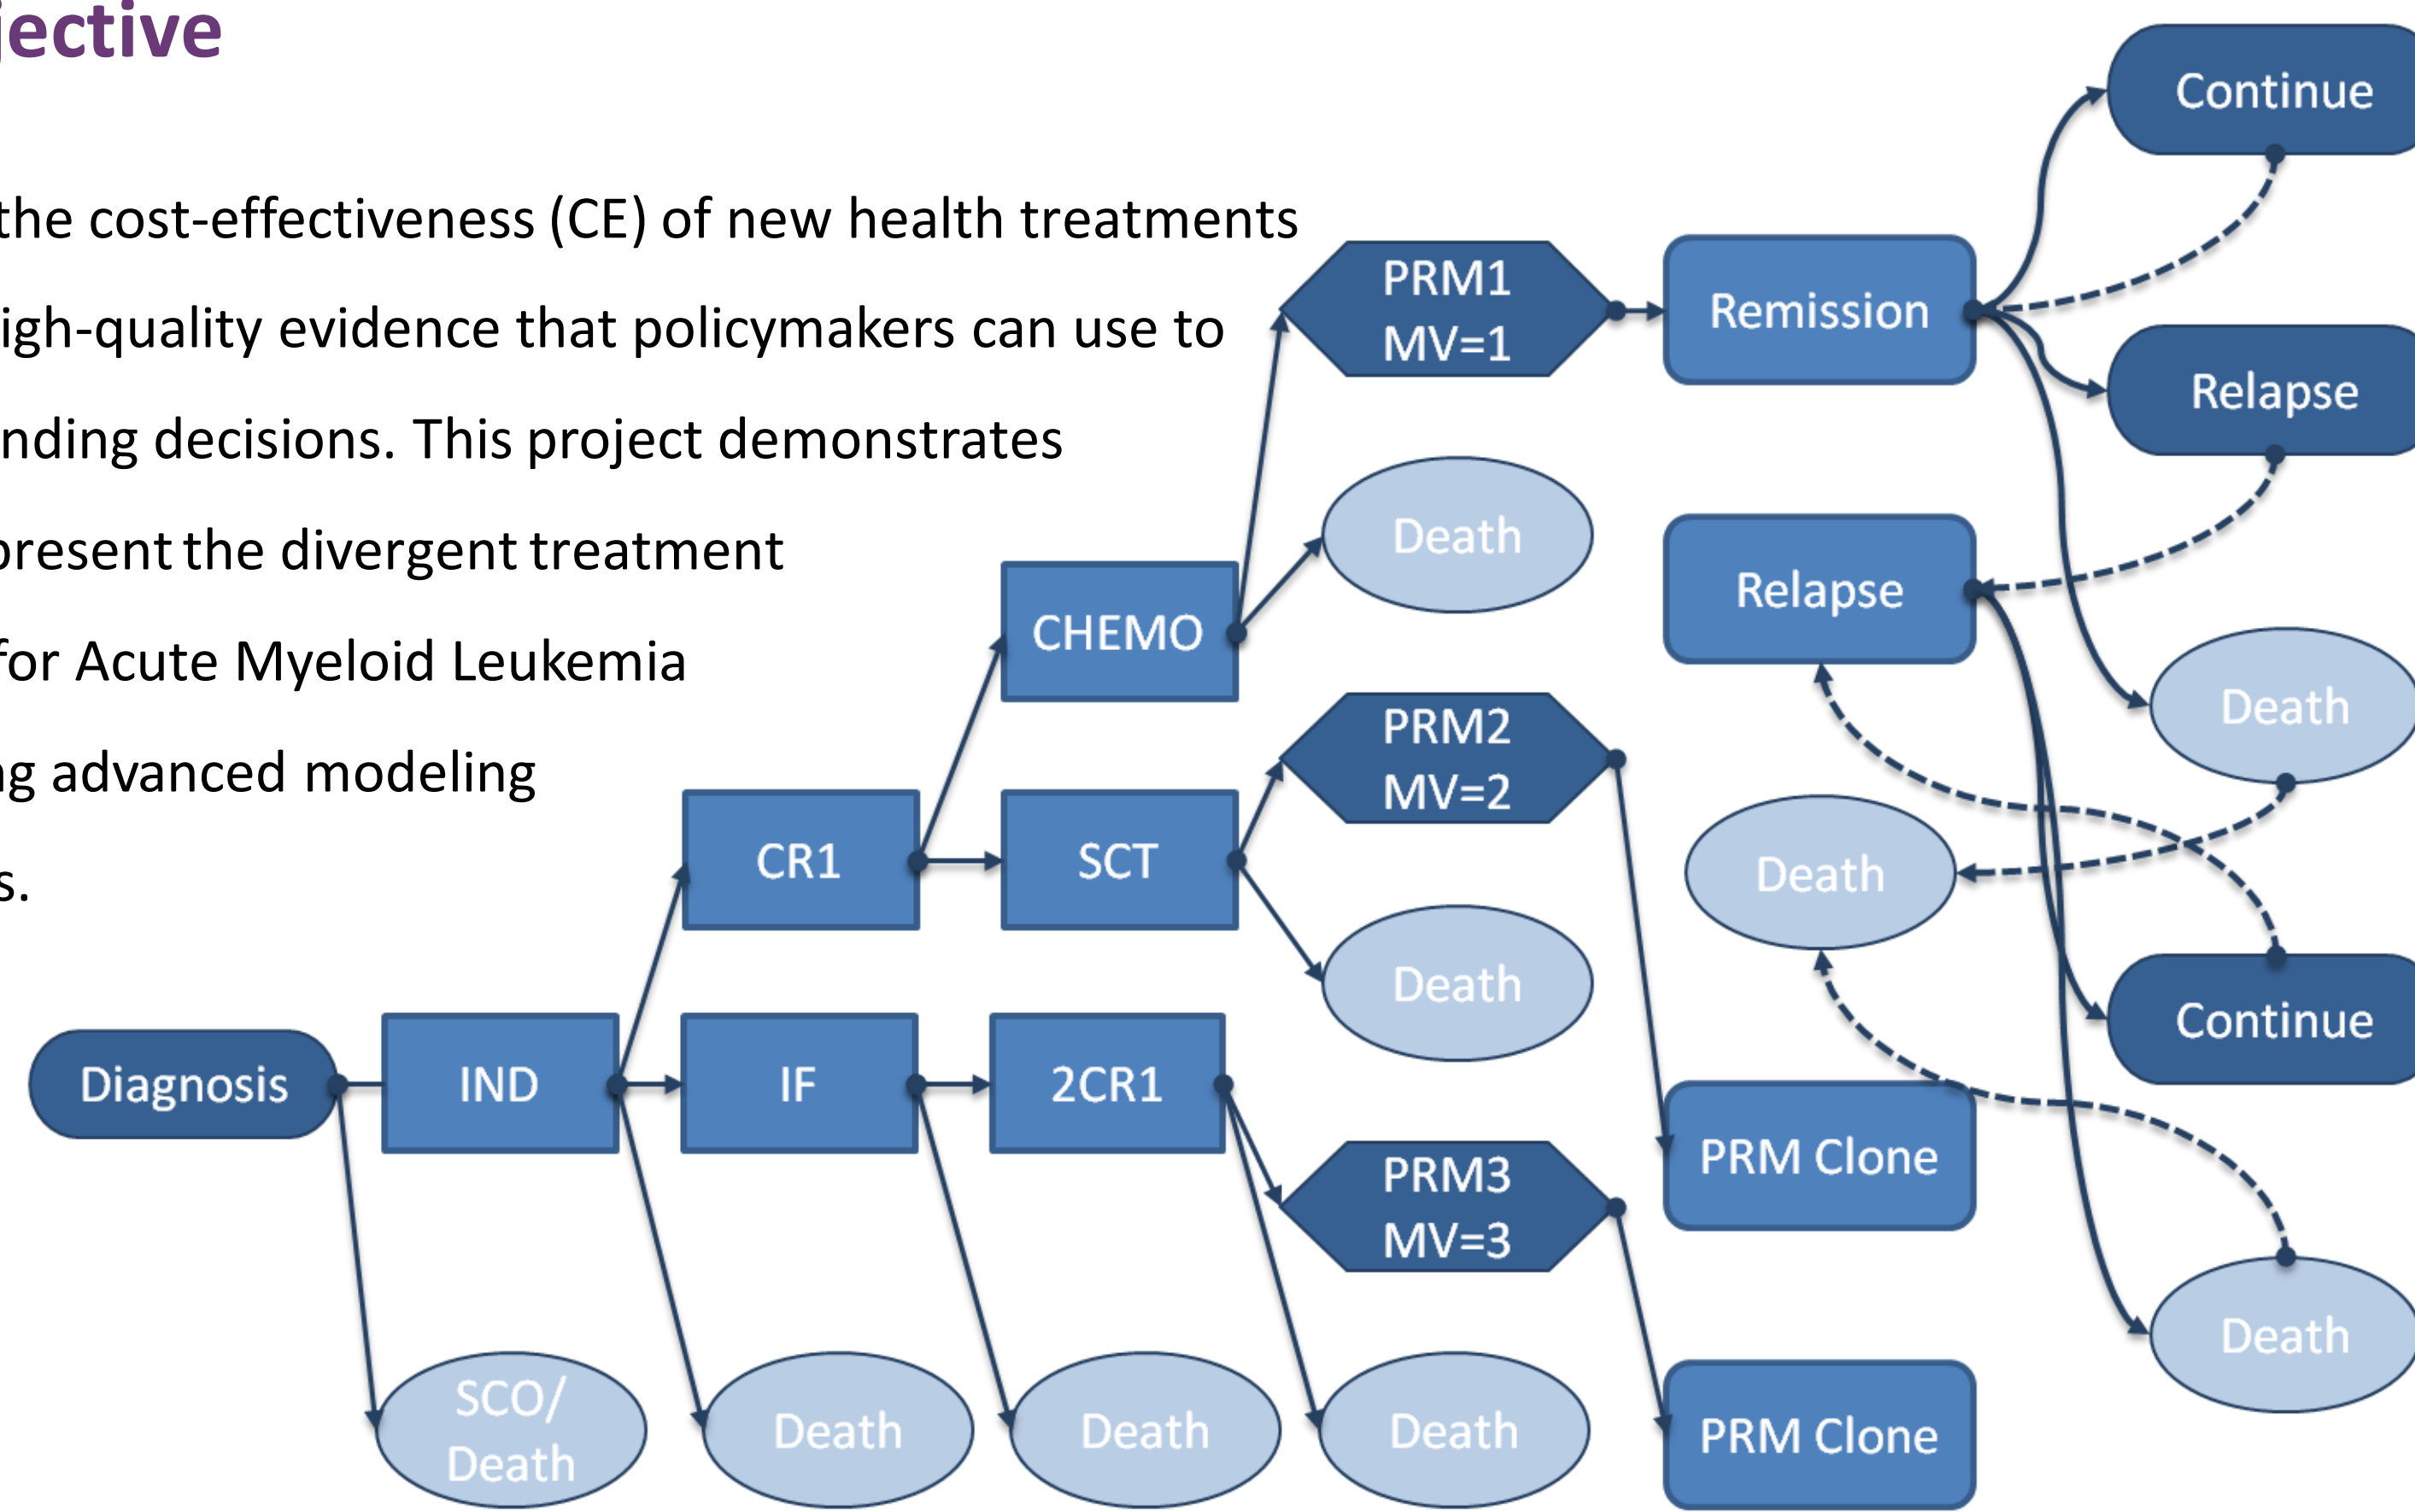 jective
the cost-effectiveness (CE) of new health treatments
igh-quality evidence that policymakers can use to
nding decisions. This project demonstrates
present the divergent treatment
for Acute Myeloid Leukemia
ng advanced modeling
s.
Continue
PRM1
MV=1
Remission
Relapse
Death
CHEMO
Relapse
Death
PRM2
MV=2
CR1
SCT
Death
Death
Continue
Diagnosis
IND
IF
2CR1
PRM Clone
PRM3
MV=3
Death
SCO/
Death
Death
Death
Death
PRM Clone